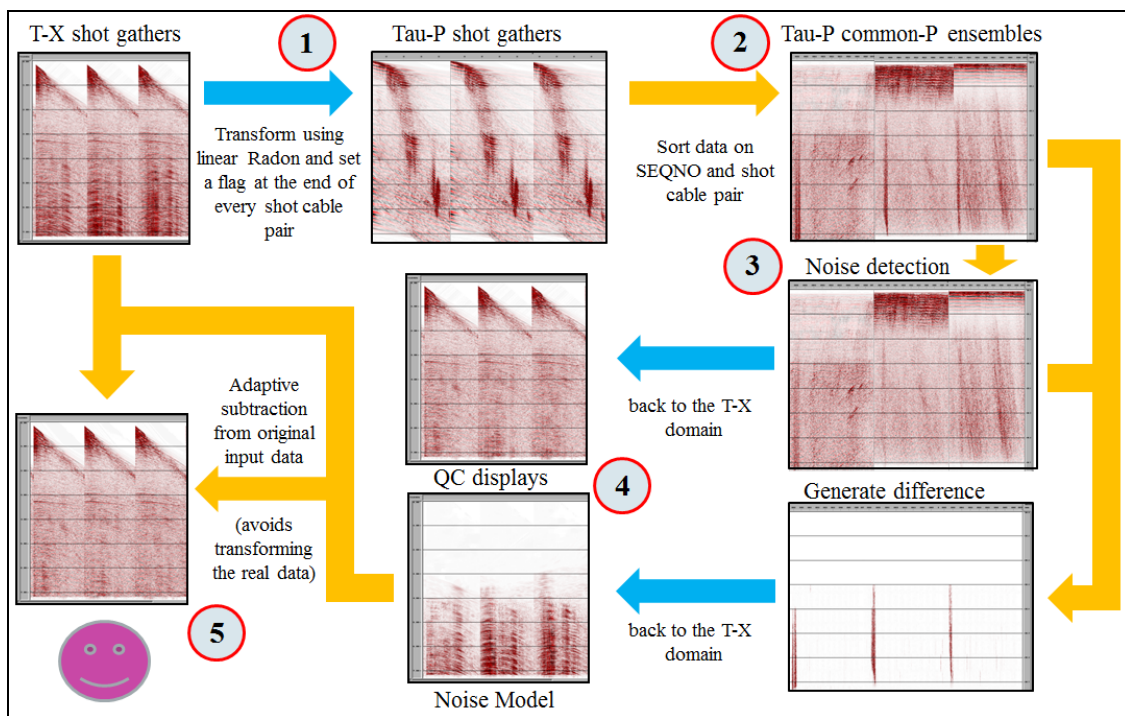 T-X shot gathers
1
Tau-P shot gathers
2
Tau-P common-P ensembles
Transform using
linear Radon and set
a flag at the end of
every shot cable
pair
Sort data on
SEQNO and shot
cable pair
3
Noise detection
back to the T-X
domain
Adaptive
subtraction
from original
input data
(avoids
transforming
the real data)
QC displays
4
Generate difference
back to the T-X
domain
5
Noise Model